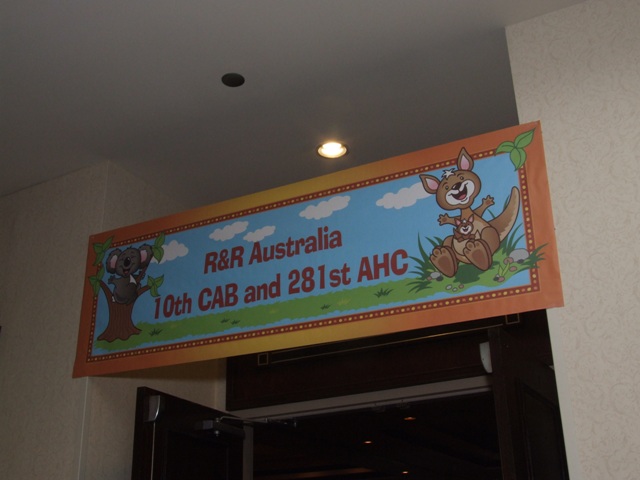 R&R Australia
10th CAB and 281st AHC